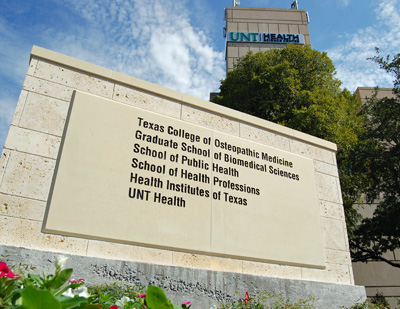 UNT HEALTH
Texas College of Osteopathic Medicine
Graduate School of Biomedical Sciences
School of Public Health
School of Health Professions
Health Institutes of Texas
UNT Health